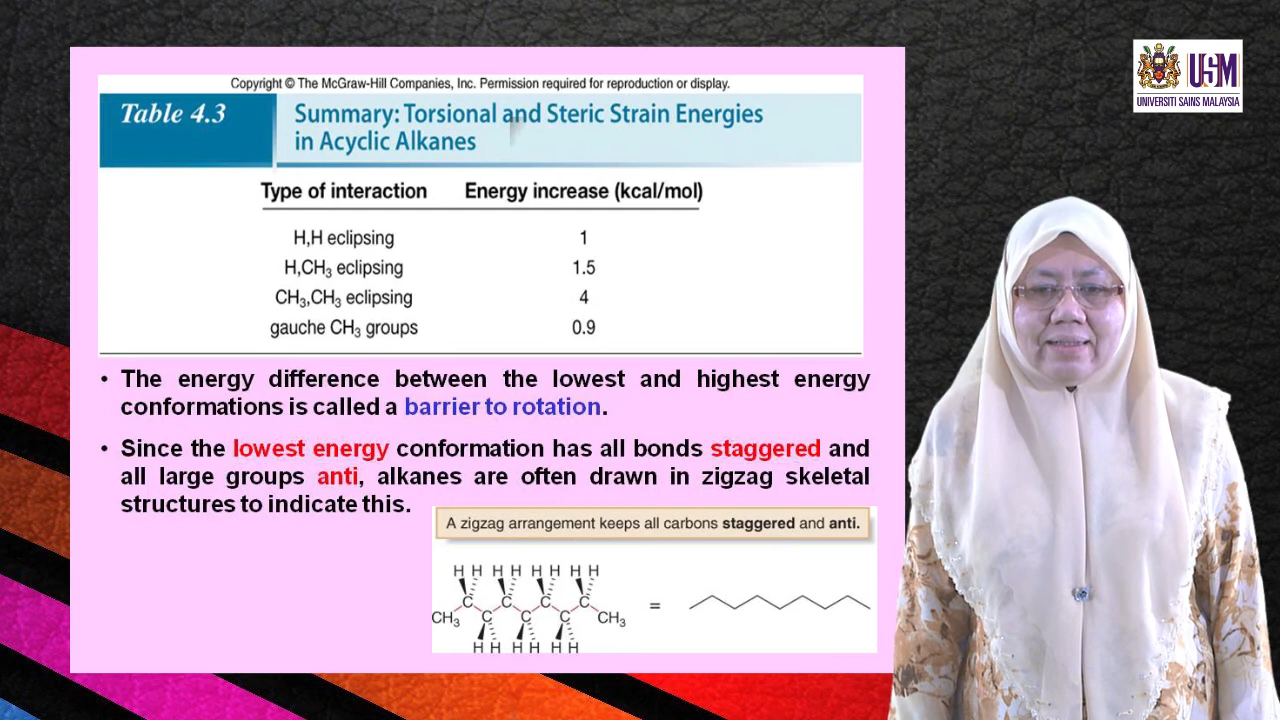 Copyright © The McGraw-Hill Companies, Inc. Permission required for reproduction or display.
Table 4.3
Summary: Torsional and Steric Strain Energies
in Acyclic Alkanes
Type of interaction Energy increase (kcal/mol)
H,H eclipsing 1
H,CH₃ eclipsing 1.5
CH₃,CH₃ eclipsing 4
gauche CH₃ groups 0.9
• The energy difference between the lowest and highest energy
conformations is called a barrier to rotation.
• Since the lowest energy conformation has all bonds staggered and
all large groups anti, alkanes are often drawn in zigzag skeletal
structures to indicate this.
A zigzag arrangement keeps all carbons staggered and anti.
H H H H H H H H
C C C C
CH₃ C C C CH₃ =
H H H H H H
USM
UNIVERSITI SAINS MALAYSIA